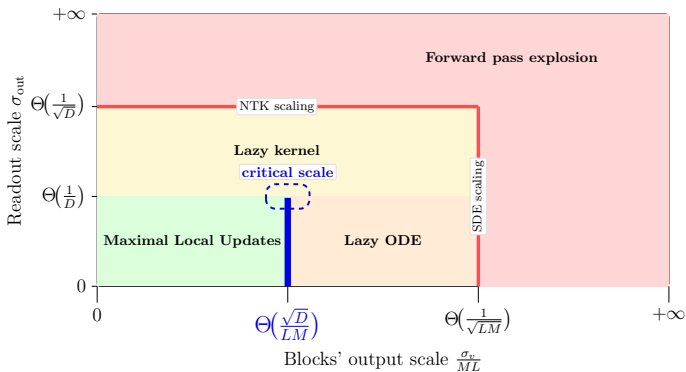 +∞
Forward pass explosion
Θ(1/√D)
NTK scaling
Readout scale σ_out
Lazy kernel
critical scale
SDE scaling
Θ(1/D)
Maximal Local Updates
Lazy ODE
0
0
Θ(√D/LM)
Θ(1/√LM)
+∞
Blocks' output scale σ_v/ML